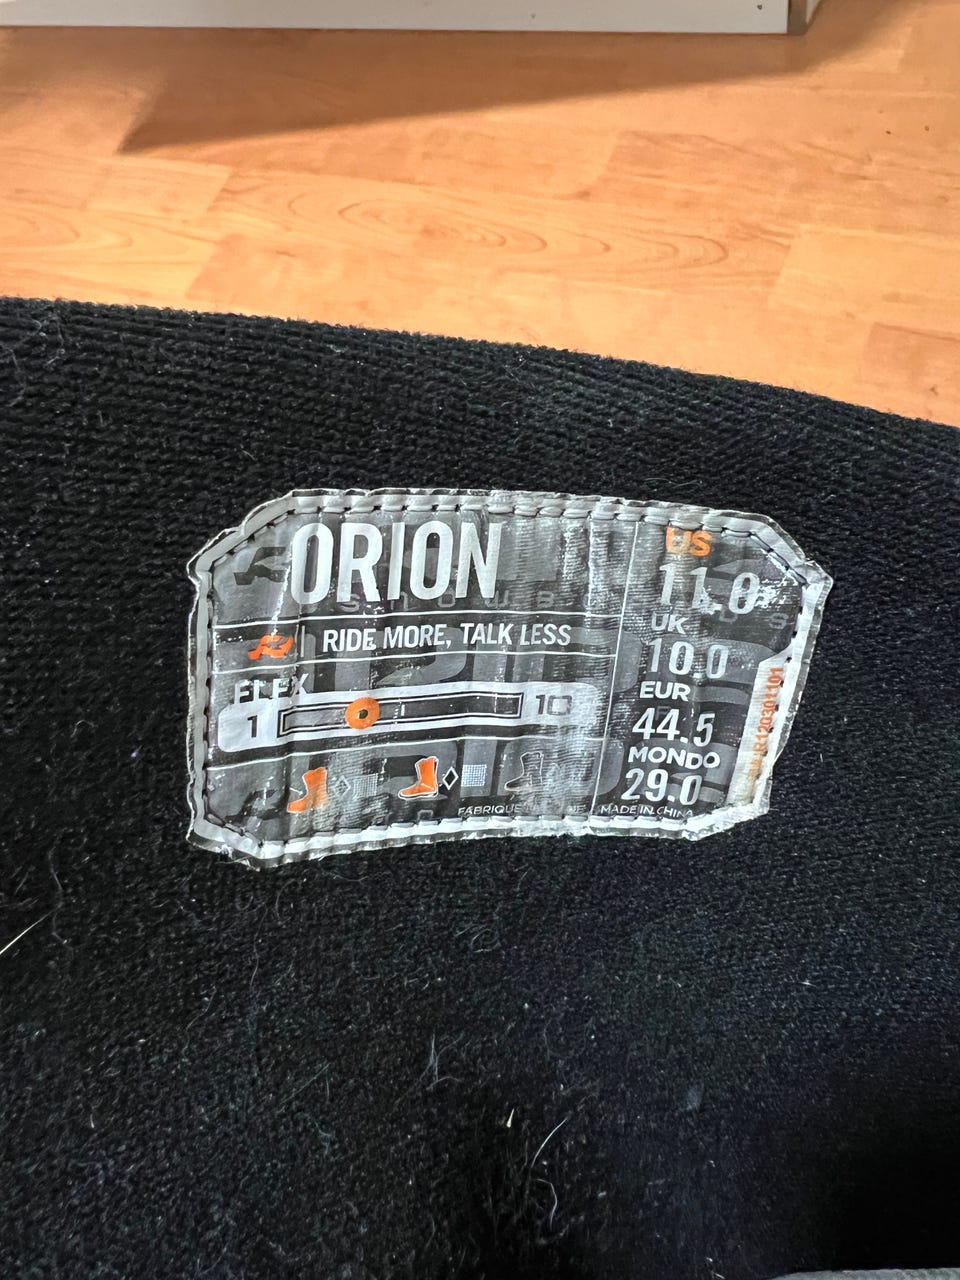 ORION
RIDE MORE, TALK LESS
FLEX
1 10
US
11.0
UK
10.0
EUR
44.5
MONDO
29.0
MADE IN CHINA